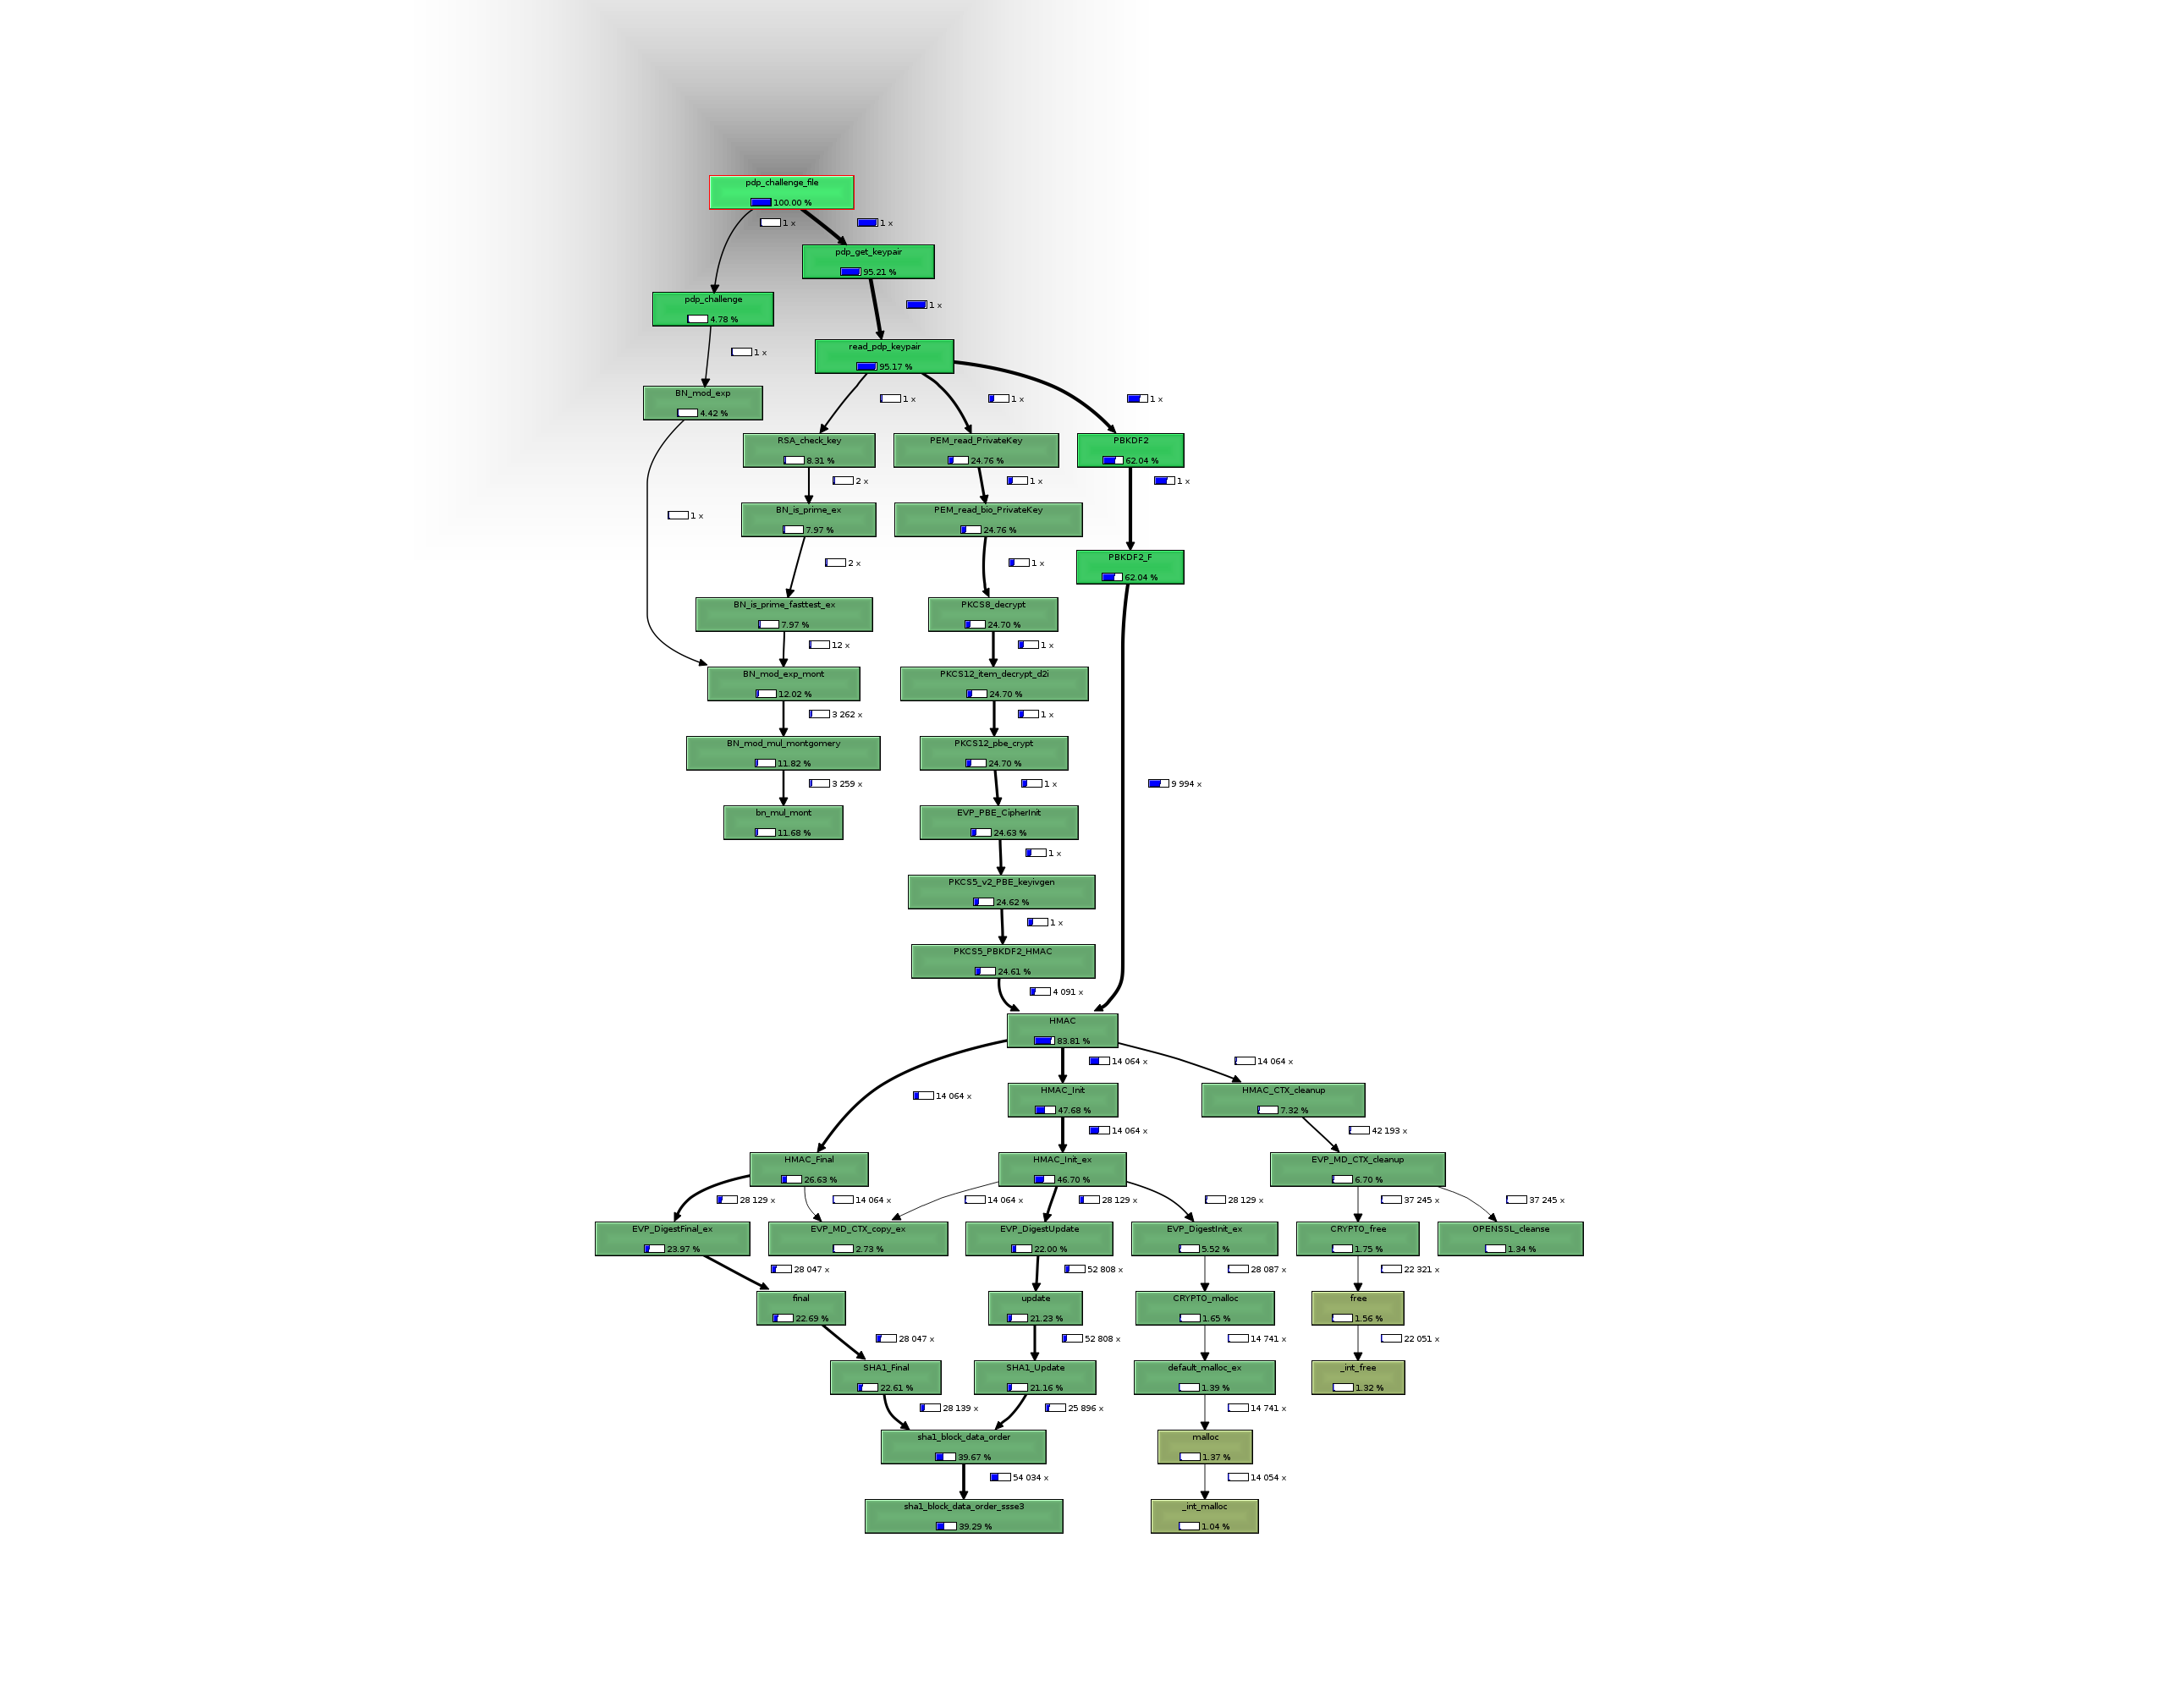 pdp_challenge_file
100.00 %
1 x
1 x
pdp_get_keypair
95.21 %
pdp_challenge
4.78 %
1 x
read_pdp_keypair
95.17 %
1 x
BN_mod_exp
4.42 %
1 x
1 x
1 x
RSA_check_key
8.31 %
PEM_read_PrivateKey
24.76 %
PBKDF2
62.04 %
2 x
1 x
1 x
BN_is_prime_ex
7.97 %
PEM_read_bio_PrivateKey
24.76 %
1 x
2 x
1 x
PBKDF2_F
62.04 %
BN_is_prime_fasttest_ex
7.97 %
PKCS8_decrypt
24.70 %
12 x
1 x
BN_mod_exp_mont
12.02 %
PKCS12_item_decrypt_d2i
24.70 %
3 262 x
1 x
BN_mod_mul_montgomery
11.82 %
PKCS12_pbe_crypt
24.70 %
3 259 x
1 x
9 994 x
bn_mul_mont
11.68 %
EVP_PBE_CipherInit
24.63 %
1 x
PKCS5_v2_PBE_keyivgen
24.62 %
1 x
PKCS5_PBKDF2_HMAC
24.61 %
4 091 x
HMAC
83.81 %
14 064 x
14 064 x
14 064 x
HMAC_Init
47.68 %
HMAC_CTX_cleanup
7.32 %
14 064 x
42 193 x
HMAC_Final
26.63 %
HMAC_Init_ex
46.70 %
EVP_MD_CTX_cleanup
6.70 %
28 129 x
14 064 x
14 064 x
28 129 x
28 129 x
37 245 x
37 245 x
EVP_DigestFinal_ex
23.97 %
EVP_MD_CTX_copy_ex
2.73 %
EVP_DigestUpdate
22.00 %
EVP_DigestInit_ex
5.52 %
CRYPTO_free
1.75 %
OPENSSL_cleanse
1.34 %
28 047 x
52 808 x
28 087 x
22 321 x
final
22.69 %
update
21.23 %
CRYPTO_malloc
1.65 %
free
1.56 %
28 047 x
52 808 x
14 741 x
22 051 x
SHA1_Final
22.61 %
SHA1_Update
21.16 %
default_malloc_ex
1.39 %
_int_free
1.32 %
28 139 x
25 896 x
14 741 x
sha1_block_data_order
39.67 %
malloc
1.37 %
54 034 x
14 054 x
sha1_block_data_order_ssse3
39.29 %
_int_malloc
1.04 %